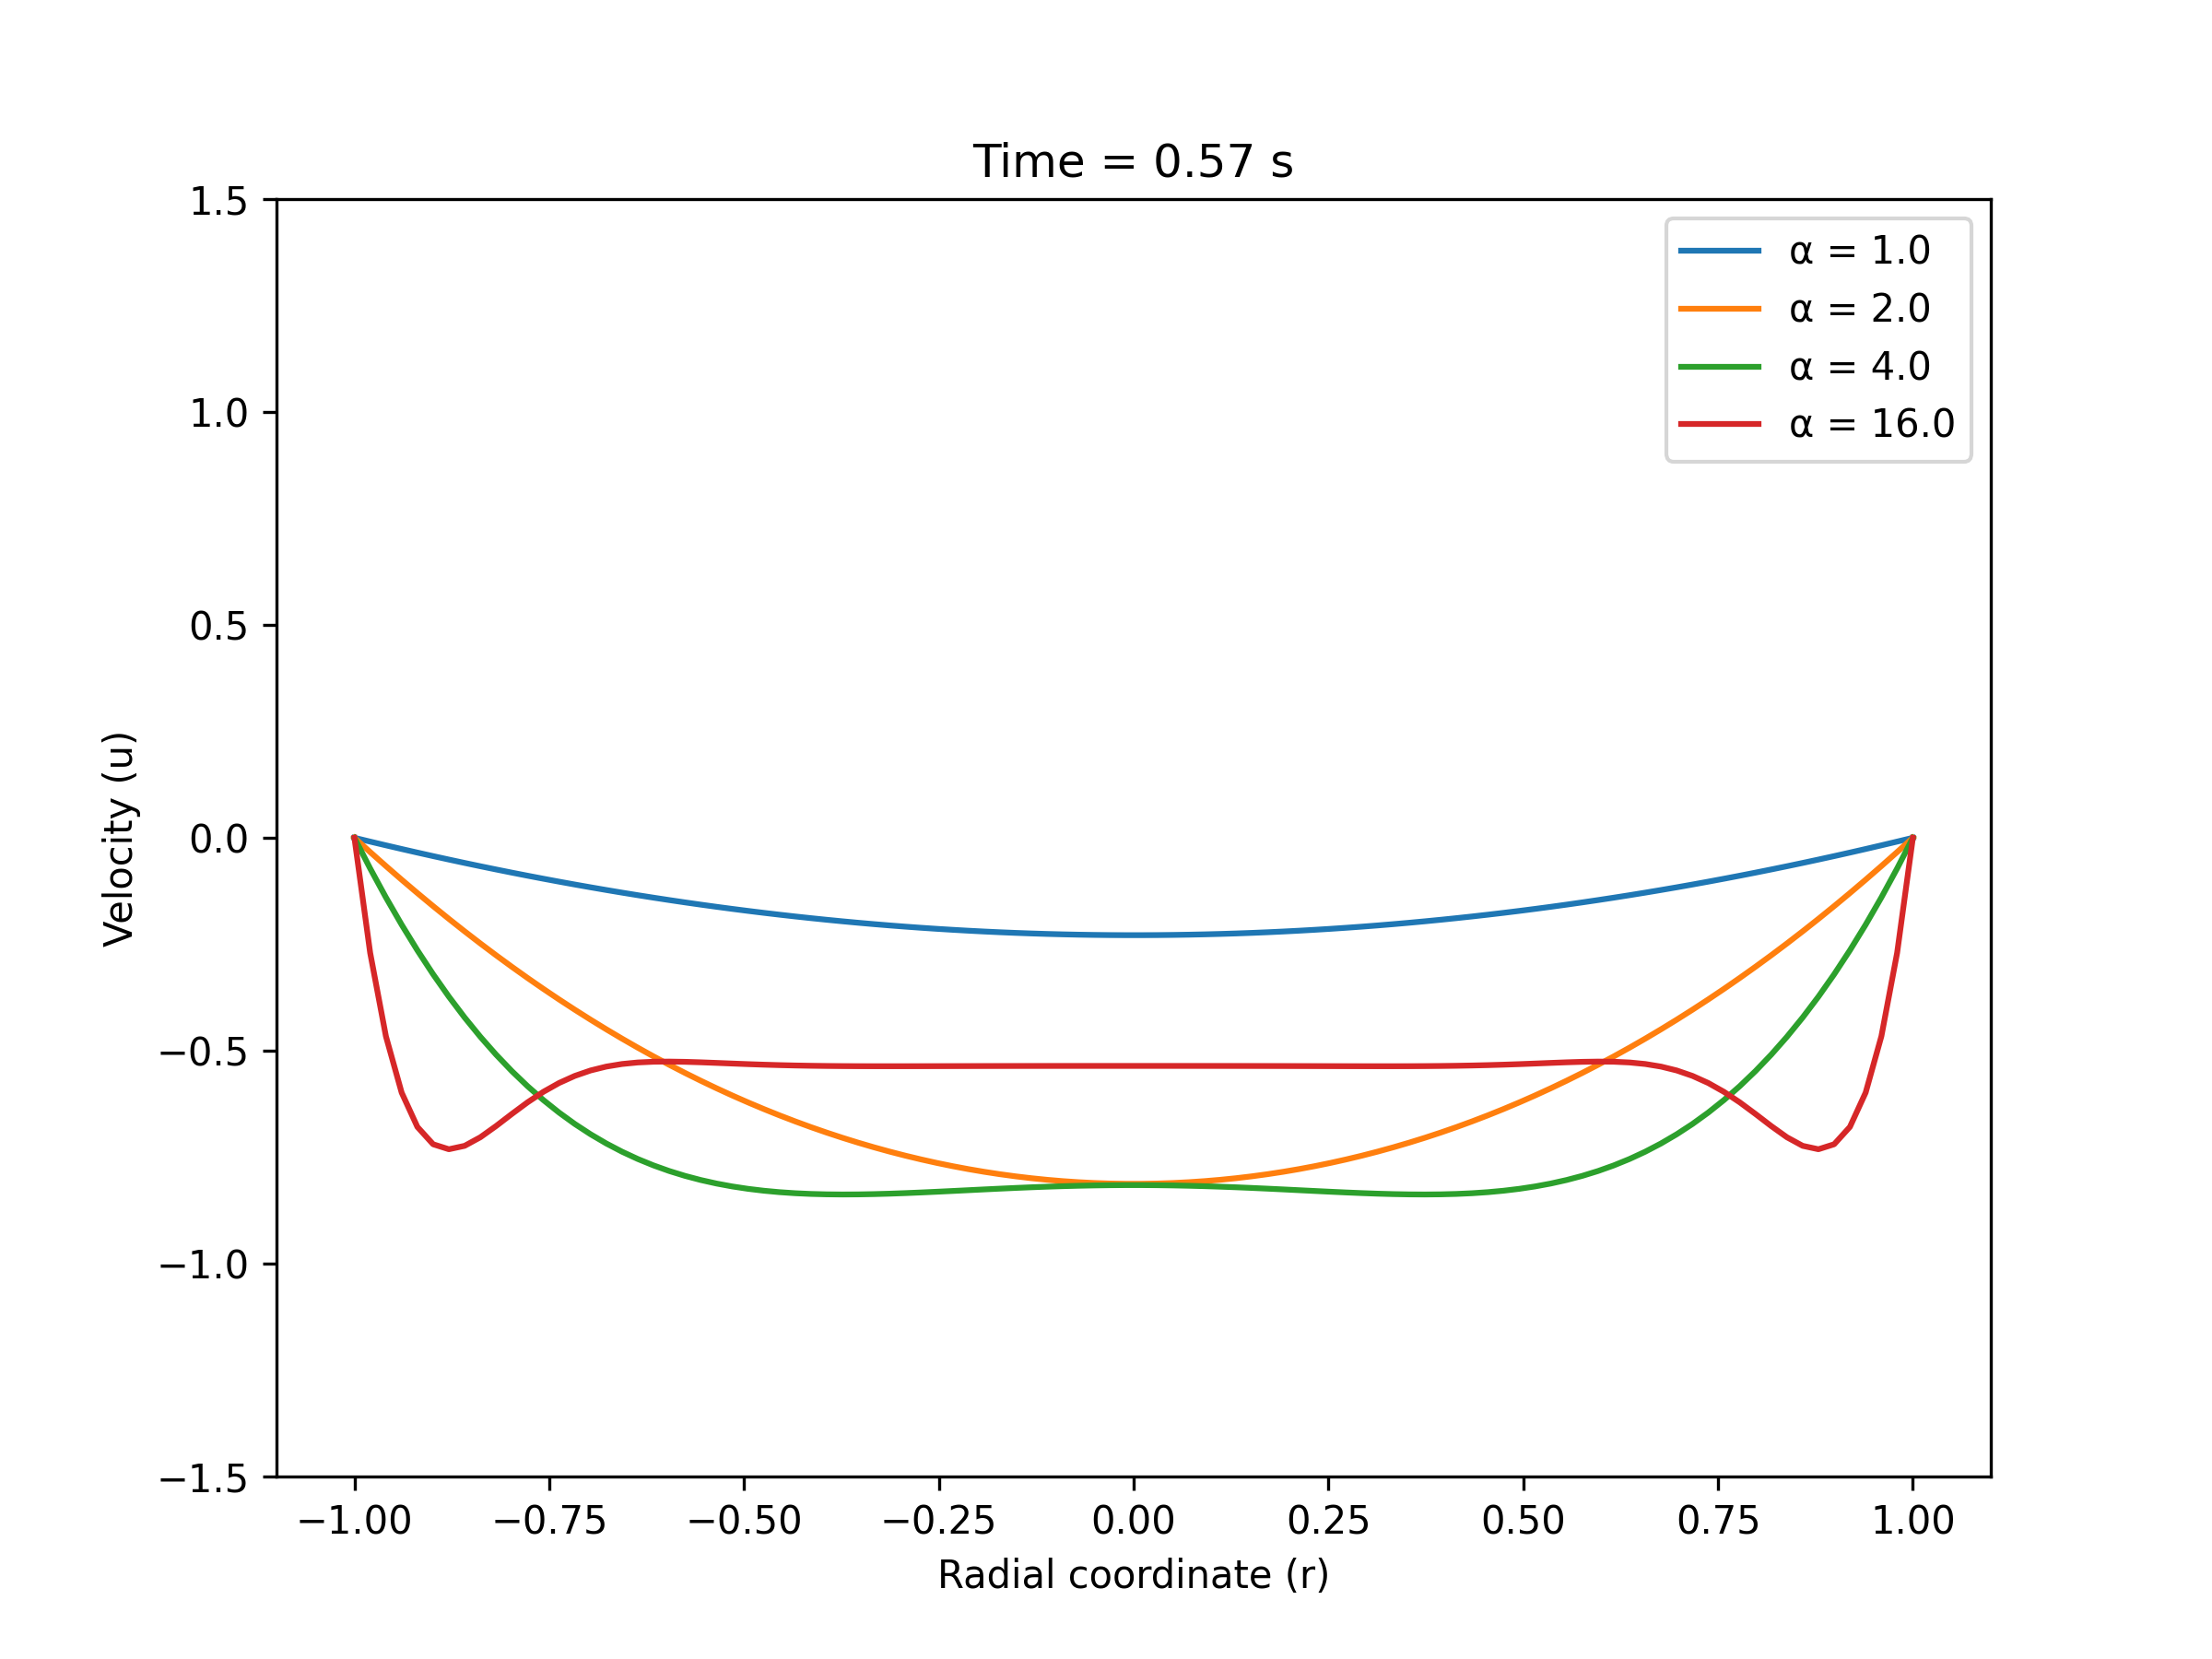 Time = 0.57 s
1.5
1.0
0.5
0.0
−0.5
−1.0
−1.5
Velocity (u)
α = 1.0
α = 2.0
α = 4.0
α = 16.0
−1.00 −0.75 −0.50 −0.25 0.00 0.25 0.50 0.75 1.00
Radial coordinate (r)